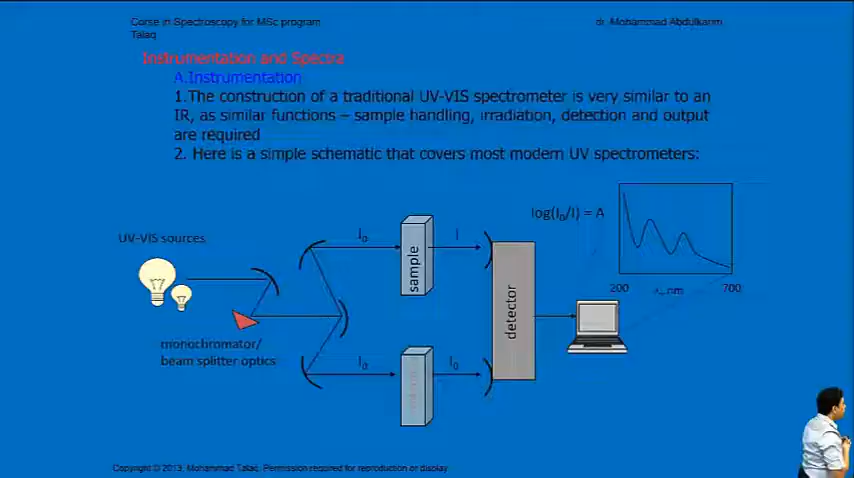 Corse in Spectroscopy for MSc program
dr. Mohammad Abdulkarim
Talaq
Instrumentation and Spectra
A.Instrumentation
1.The construction of a traditional UV-VIS spectrometer is very similar to an
IR, as similar functions – sample handling, irradiation, detection and output
are required
2. Here is a simple schematic that covers most modern UV spectrometers:
log(I₀/I) = A
UV-VIS sources
I₀
I
sample
200
λ, nm
700
detector
monochromator/
beam splitter optics
I₀
I₀
Copyright © 2013, Mohammad Talaq. Permission required for reproduction or display